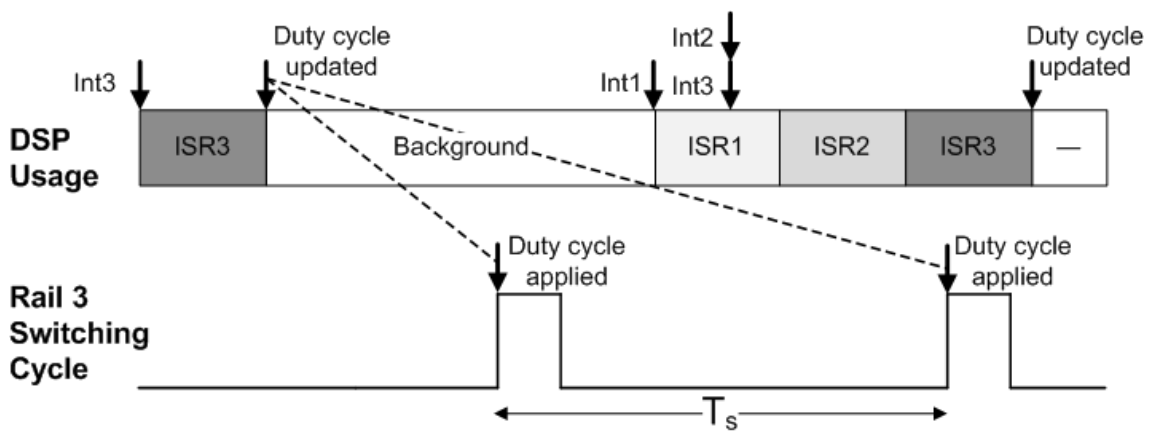 Int2
Duty cycle
updated
Duty cycle
updated
Int3
Int1
Int3
DSP
Usage
ISR3
Background
ISR1
ISR2
ISR3
—
Duty cycle
applied
Duty cycle
applied
Rail 3
Switching
Cycle
Ts